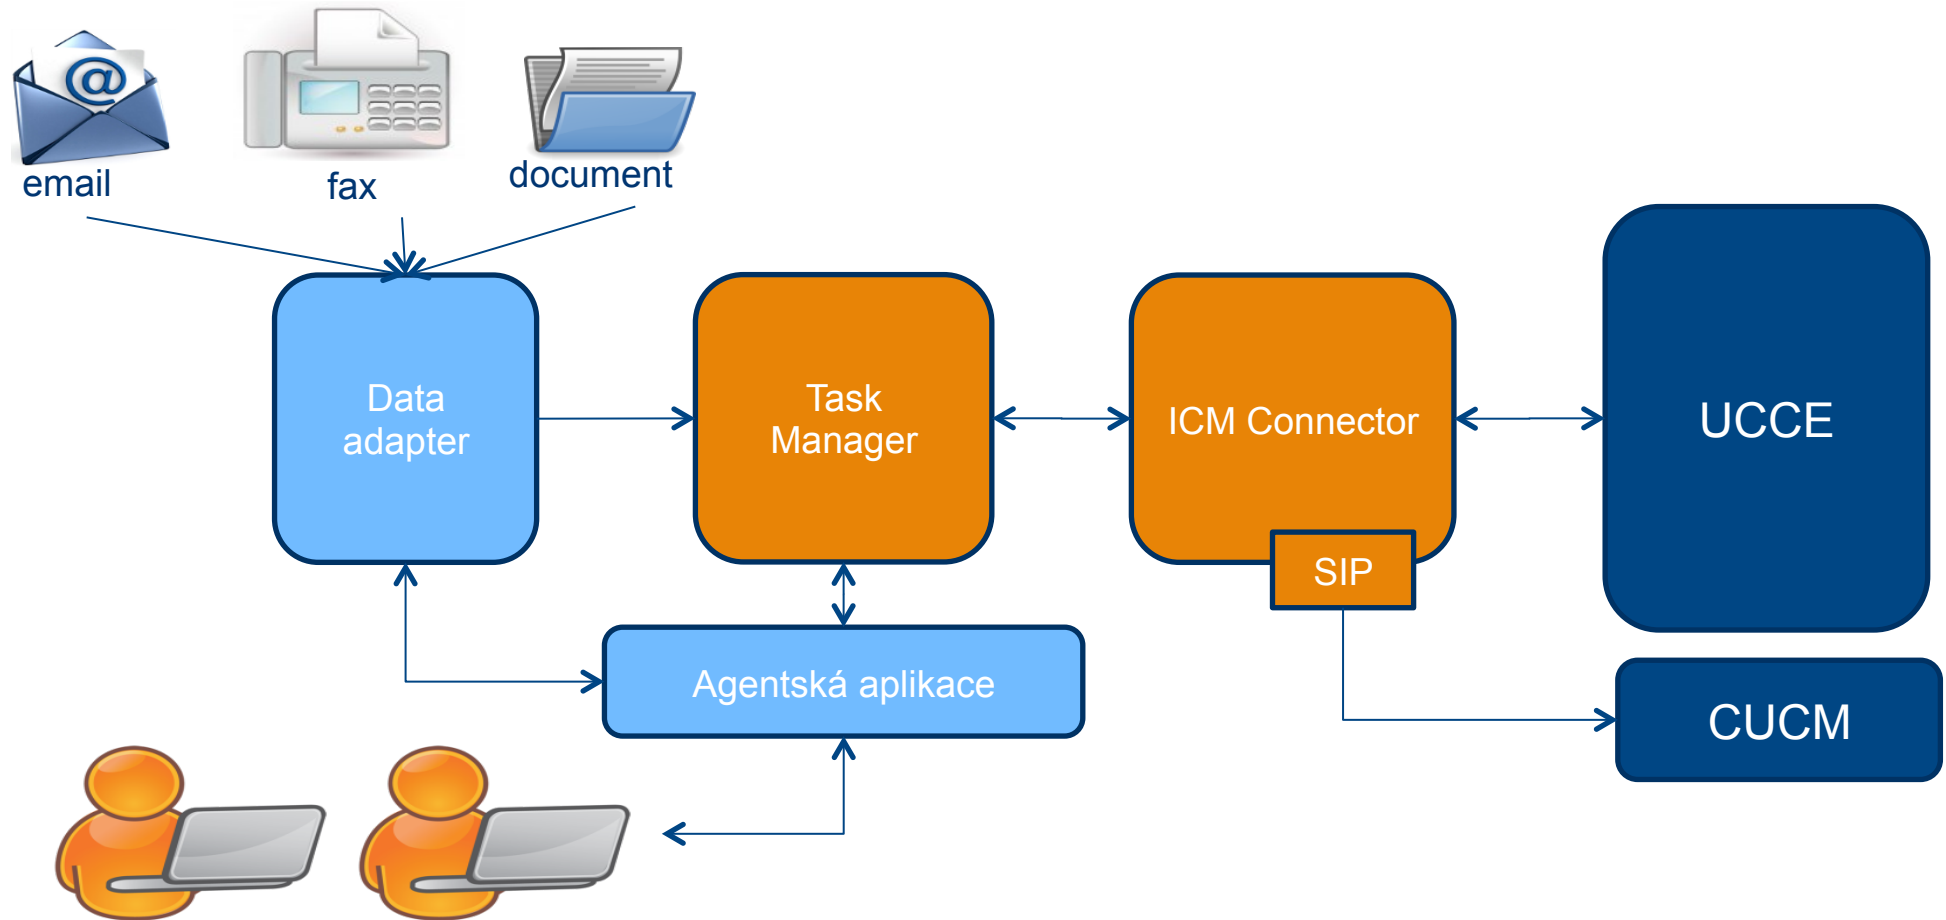 @
email
fax
document
Data
adapter
Task
Manager
ICM Connector
UCCE
SIP
Agentská aplikace
CUCM